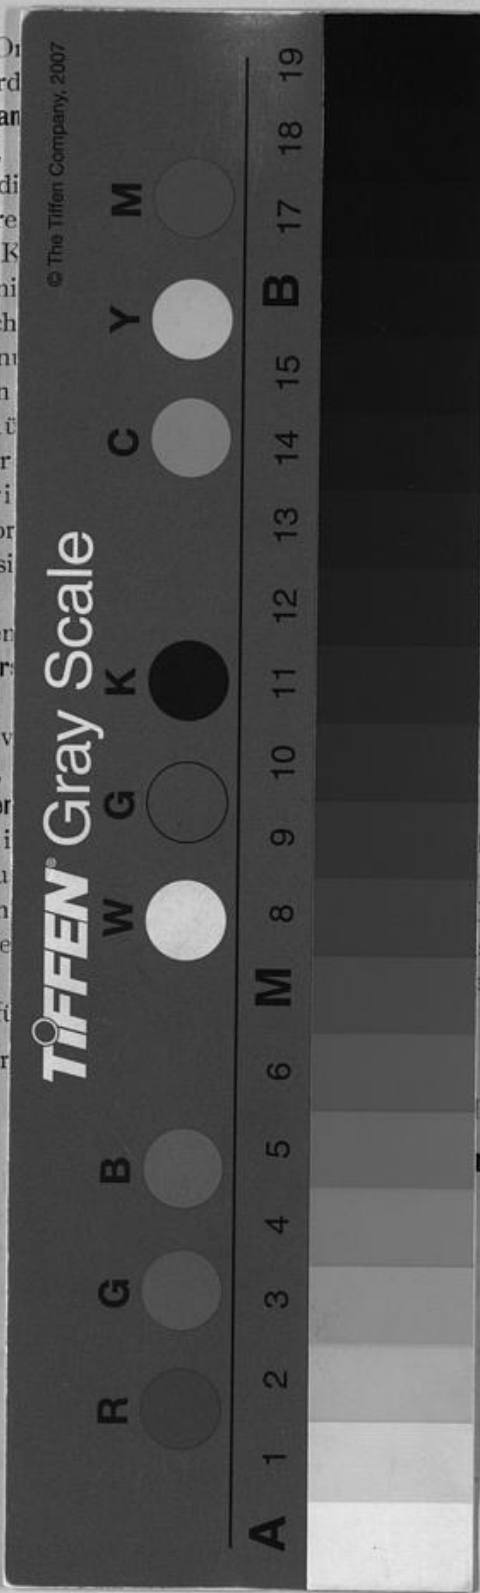 TIFFEN® Gray Scale
© The Tiffen Company, 2007
R G B W G K C Y M
A 1 2 3 4 5 6 M 8 9 10 11 12 13 14 15 B 17 18 19